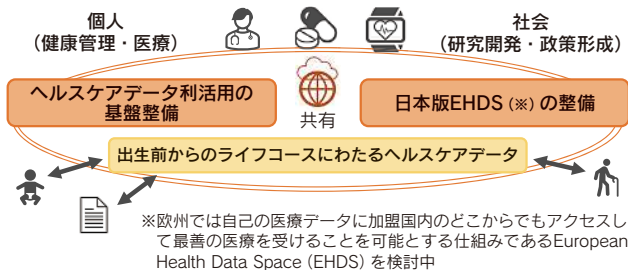 個人
（健康管理・医療）
社会
（研究開発・政策形成）
ヘルスケアデータ利活用の
基盤整備
共有
日本版EHDS（※）の整備
出生前からのライフコースにわたるヘルスケアデータ
※欧州では自己の医療データに加盟国内のどこからでもアクセスし
て最善の医療を受けることを可能とする仕組みであるEuropean
Health Data Space（EHDS）を検討中